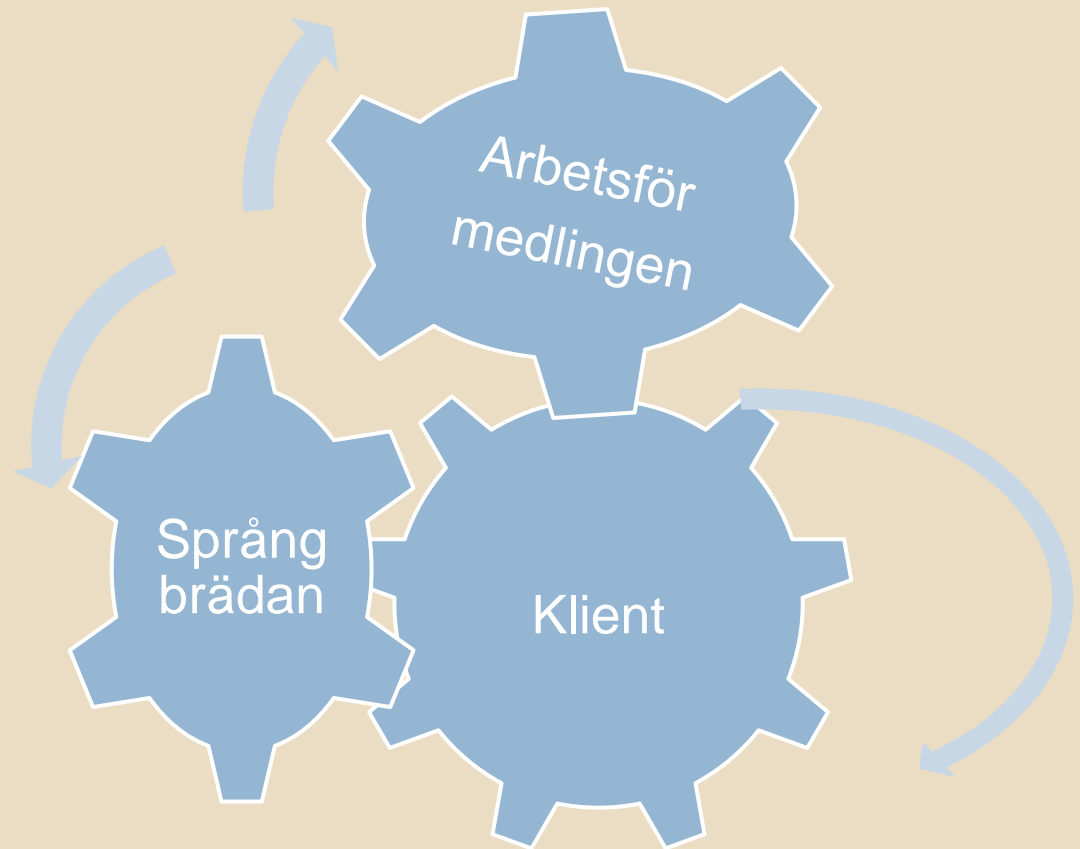 Arbetsför
medlingen
Språng
brädan
Klient